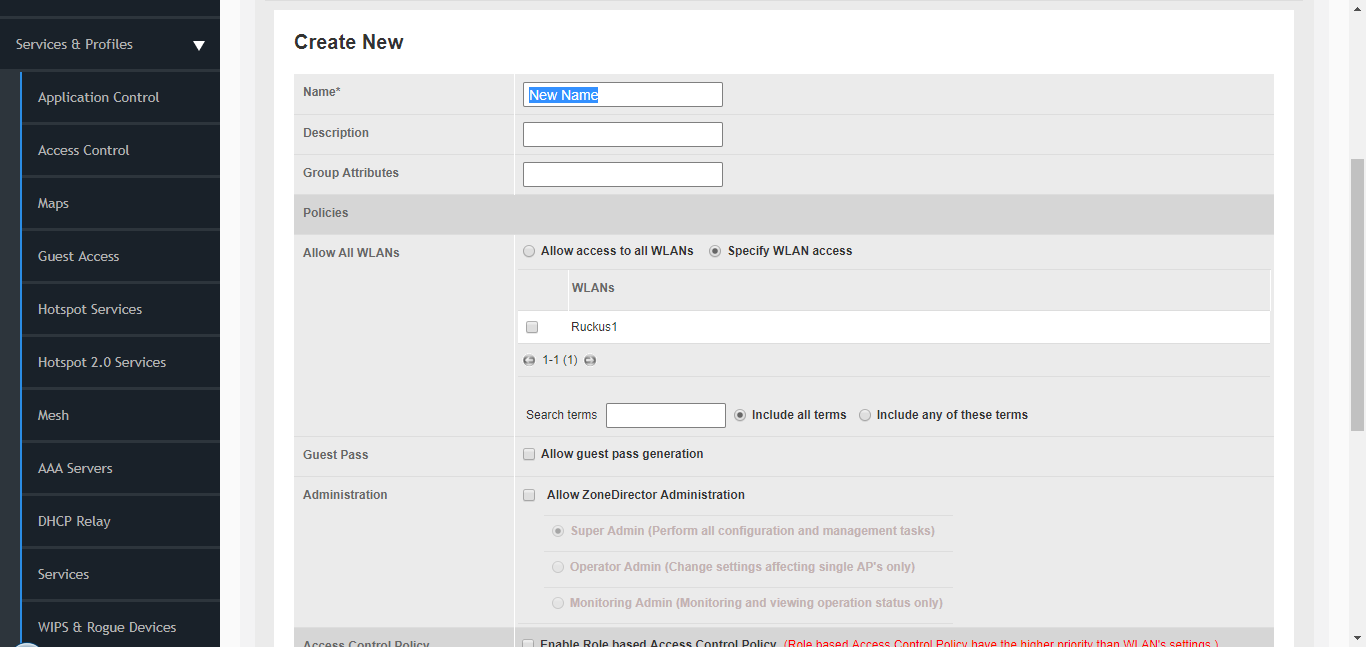 Services & Profiles
Application Control
Access Control
Maps
Guest Access
Hotspot Services
Hotspot 2.0 Services
Mesh
AAA Servers
DHCP Relay
Services
WIPS & Rogue Devices
Create New
Name*
New Name
Description
Group Attributes
Policies
Allow All WLANs
Allow access to all WLANs Specify WLAN access
WLANs
Ruckus1
1-1 (1)
Search terms Include all terms Include any of these terms
Guest Pass
Allow guest pass generation
Administration
Allow ZoneDirector Administration
Super Admin (Perform all configuration and management tasks)
Operator Admin (Change settings affecting single AP's only)
Monitoring Admin (Monitoring and viewing operation status only)
Access Control Policy
Enable Role based Access Control Policy (Role based Access Control Policy have the higher priority than WLAN's settings.)